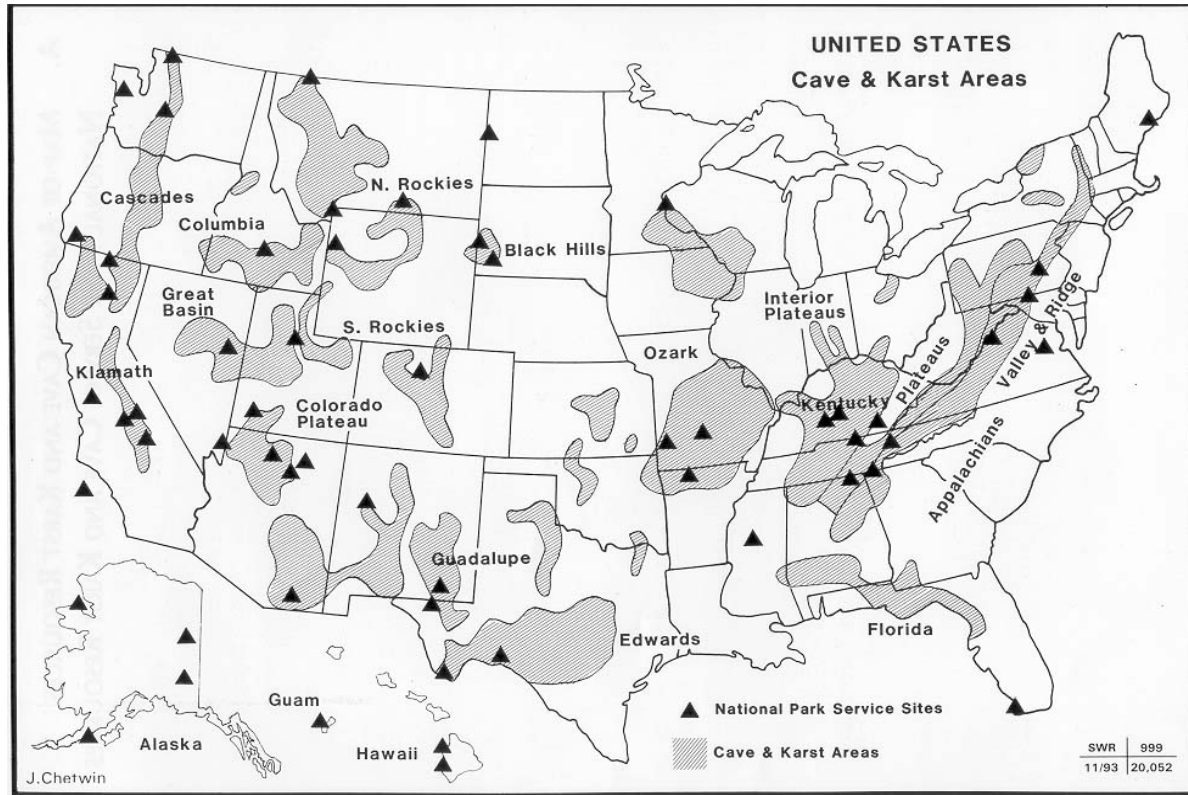 UNITED STATES
Cave & Karst Areas
Cascades
Columbia
N. Rockies
Black Hills
Great
Basin
S. Rockies
Interior
Plateaus
Ozark
Klamath
Colorado
Plateau
Kentucky
Plateaus
Valley & Ridge
Appalachians
Guadalupe
Edwards
Florida
Guam
Alaska
Hawaii
National Park Service Sites
Cave & Karst Areas
J.Chetwin
SWR 999
11/93 20,052